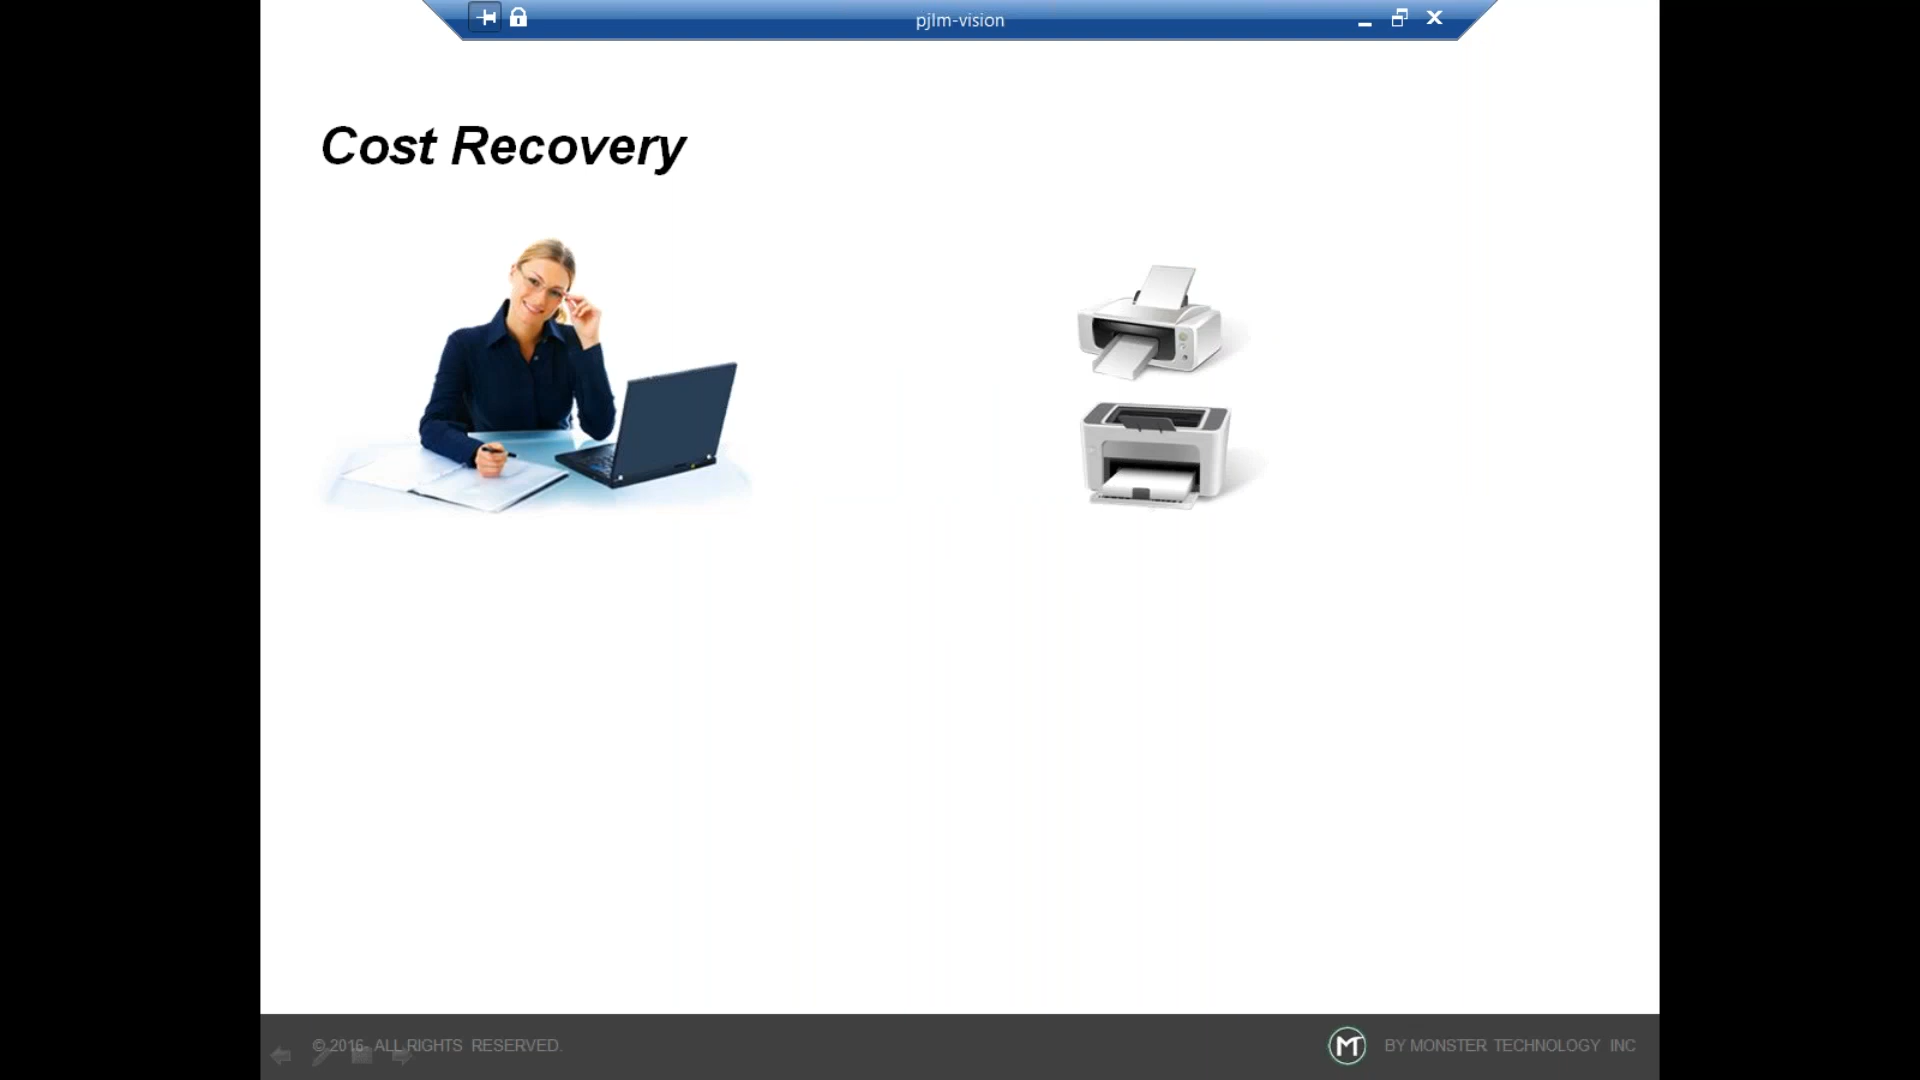 pjlm-vision
Cost Recovery
© 2016- ALL RIGHTS RESERVED.
BY MONSTER TECHNOLOGY INC